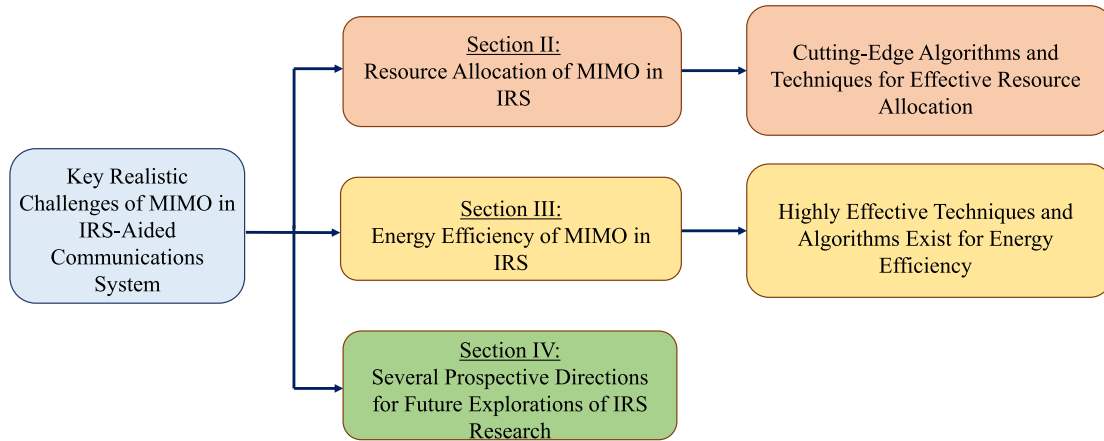 Key Realistic
Challenges of MIMO in
IRS-Aided
Communications
System
Section II:
Resource Allocation of MIMO in
IRS
Cutting-Edge Algorithms and
Techniques for Effective Resource
Allocation
Section III:
Energy Efficiency of MIMO in
IRS
Highly Effective Techniques and
Algorithms Exist for Energy
Efficiency
Section IV:
Several Prospective Directions
for Future Explorations of IRS
Research